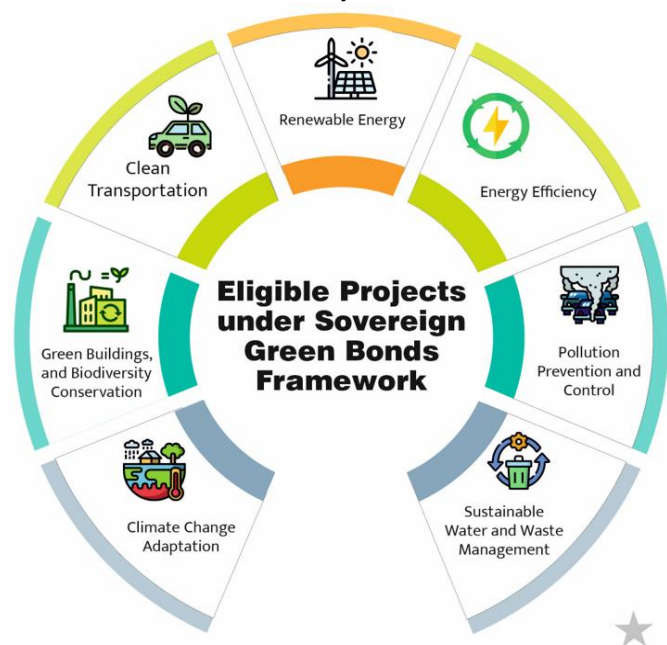 Eligible Projects
under Sovereign
Green Bonds
Framework
Climate Change
Adaptation
Green Buildings,
and Biodiversity
Conservation
Clean
Transportation
Renewable Energy
Energy Efficiency
Pollution
Prevention and
Control
Sustainable
Water and Waste
Management